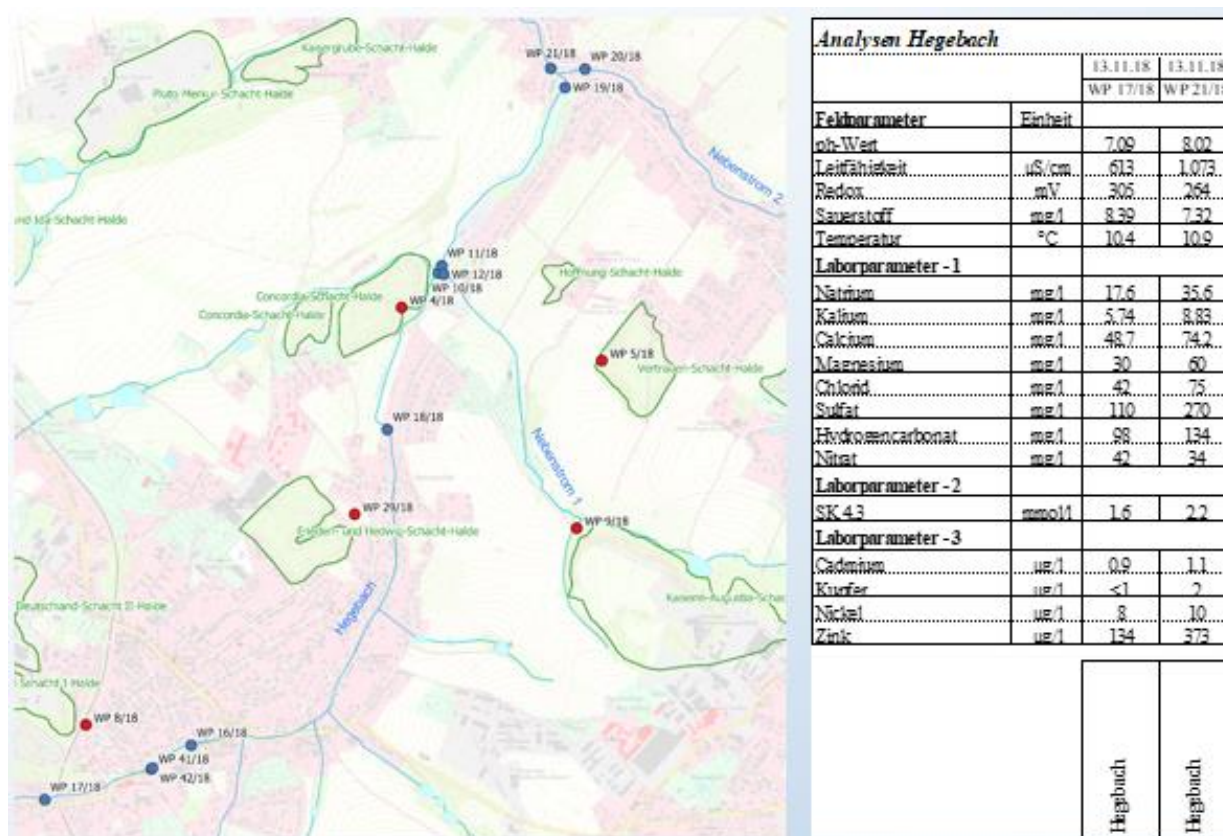 Kaisergrube-Schacht-Halde
Pluto-Merkur-Schacht-Halde
WP 21/18
WP 20/18
WP 19/18
Nebenstrom 2
Ida-Schacht-Halde
WP 11/18
WP 12/18
WP 10/18
Hoffnung-Schacht-Halde
Concordia-Schacht-Halde
WP 4/18
Concordia-Schacht-Halde
WP 5/18
Vertrauen-Schacht-Halde
WP 18/18
Nebenstrom 1
WP 29/18
und Hedwig-Schacht-Halde
WP 9/18
Hegebach
Deutschland-Schacht II-Halde
Kaiserin-Augusta-Schac
Schacht I-Halde
WP 8/18
WP 16/18
WP 41/18
WP 42/18
WP 17/18
Analysen Hegebach
13.11.18 13.11.18
WP 17/18 WP 21/18
Feldparameter Einheit
ph-Wert 7.09 8.02
Leitfähigkeit µS/cm 613 1.073
Redox mV 305 264
Sauerstoff mg/l 8.39 7.32
Temperatur °C 10.4 10.9
Laborparameter - 1
Natrium mg/l 17.6 35.6
Kalium mg/l 5.74 8.83
Calcium mg/l 48.7 74.2
Magnesium mg/l 30 60
Chlorid mg/l 42 75
Sulfat mg/l 110 270
Hydrogencarbonat mg/l 98 134
Nitrat mg/l 42 34
Laborparameter - 2
SK 4.3 mmol/l 1.6 2.2
Laborparameter - 3
Cadmium µg/l 0.9 1.1
Kupfer µg/l <1 2
Nickel µg/l 8 10
Zink µg/l 134 373
Hegebach
Hegebach